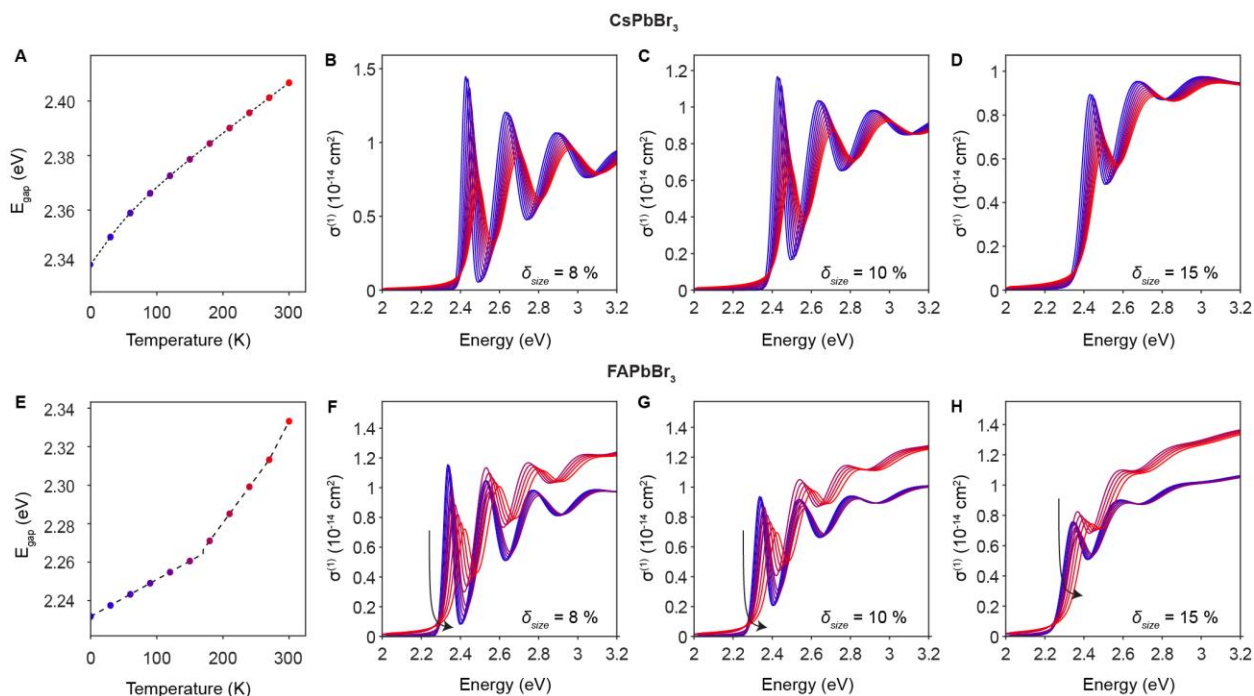 CsPbBr₃
A
2.40
2.38
2.36
2.34
E_gap (eV)
0 100 200 300
Temperature (K)
B
1.5
1
0.5
0
σ⁽¹⁾ (10⁻¹⁴ cm²)
δ_size = 8 %
2 2.2 2.4 2.6 2.8 3 3.2
Energy (eV)
C
1.2
1
0.8
0.6
0.4
0.2
0
σ⁽¹⁾ (10⁻¹⁴ cm²)
δ_size = 10 %
2 2.2 2.4 2.6 2.8 3 3.2
Energy (eV)
D
1
0.8
0.6
0.4
0.2
0
σ⁽¹⁾ (10⁻¹⁴ cm²)
δ_size = 15 %
2 2.2 2.4 2.6 2.8 3 3.2
Energy (eV)
FAPbBr₃
E
2.34
2.32
2.30
2.28
2.26
2.24
E_gap (eV)
0 100 200 300
Temperature (K)
F
1.4
1.2
1
0.8
0.6
0.4
0.2
0
σ⁽¹⁾ (10⁻¹⁴ cm²)
δ_size = 8 %
2 2.2 2.4 2.6 2.8 3 3.2
Energy (eV)
G
1.4
1.2
1
0.8
0.6
0.4
0.2
0
σ⁽¹⁾ (10⁻¹⁴ cm²)
δ_size = 10 %
2 2.2 2.4 2.6 2.8 3 3.2
Energy (eV)
H
1.4
1.2
1
0.8
0.6
0.4
0.2
0
σ⁽¹⁾ (10⁻¹⁴ cm²)
δ_size = 15 %
2 2.2 2.4 2.6 2.8 3 3.2
Energy (eV)